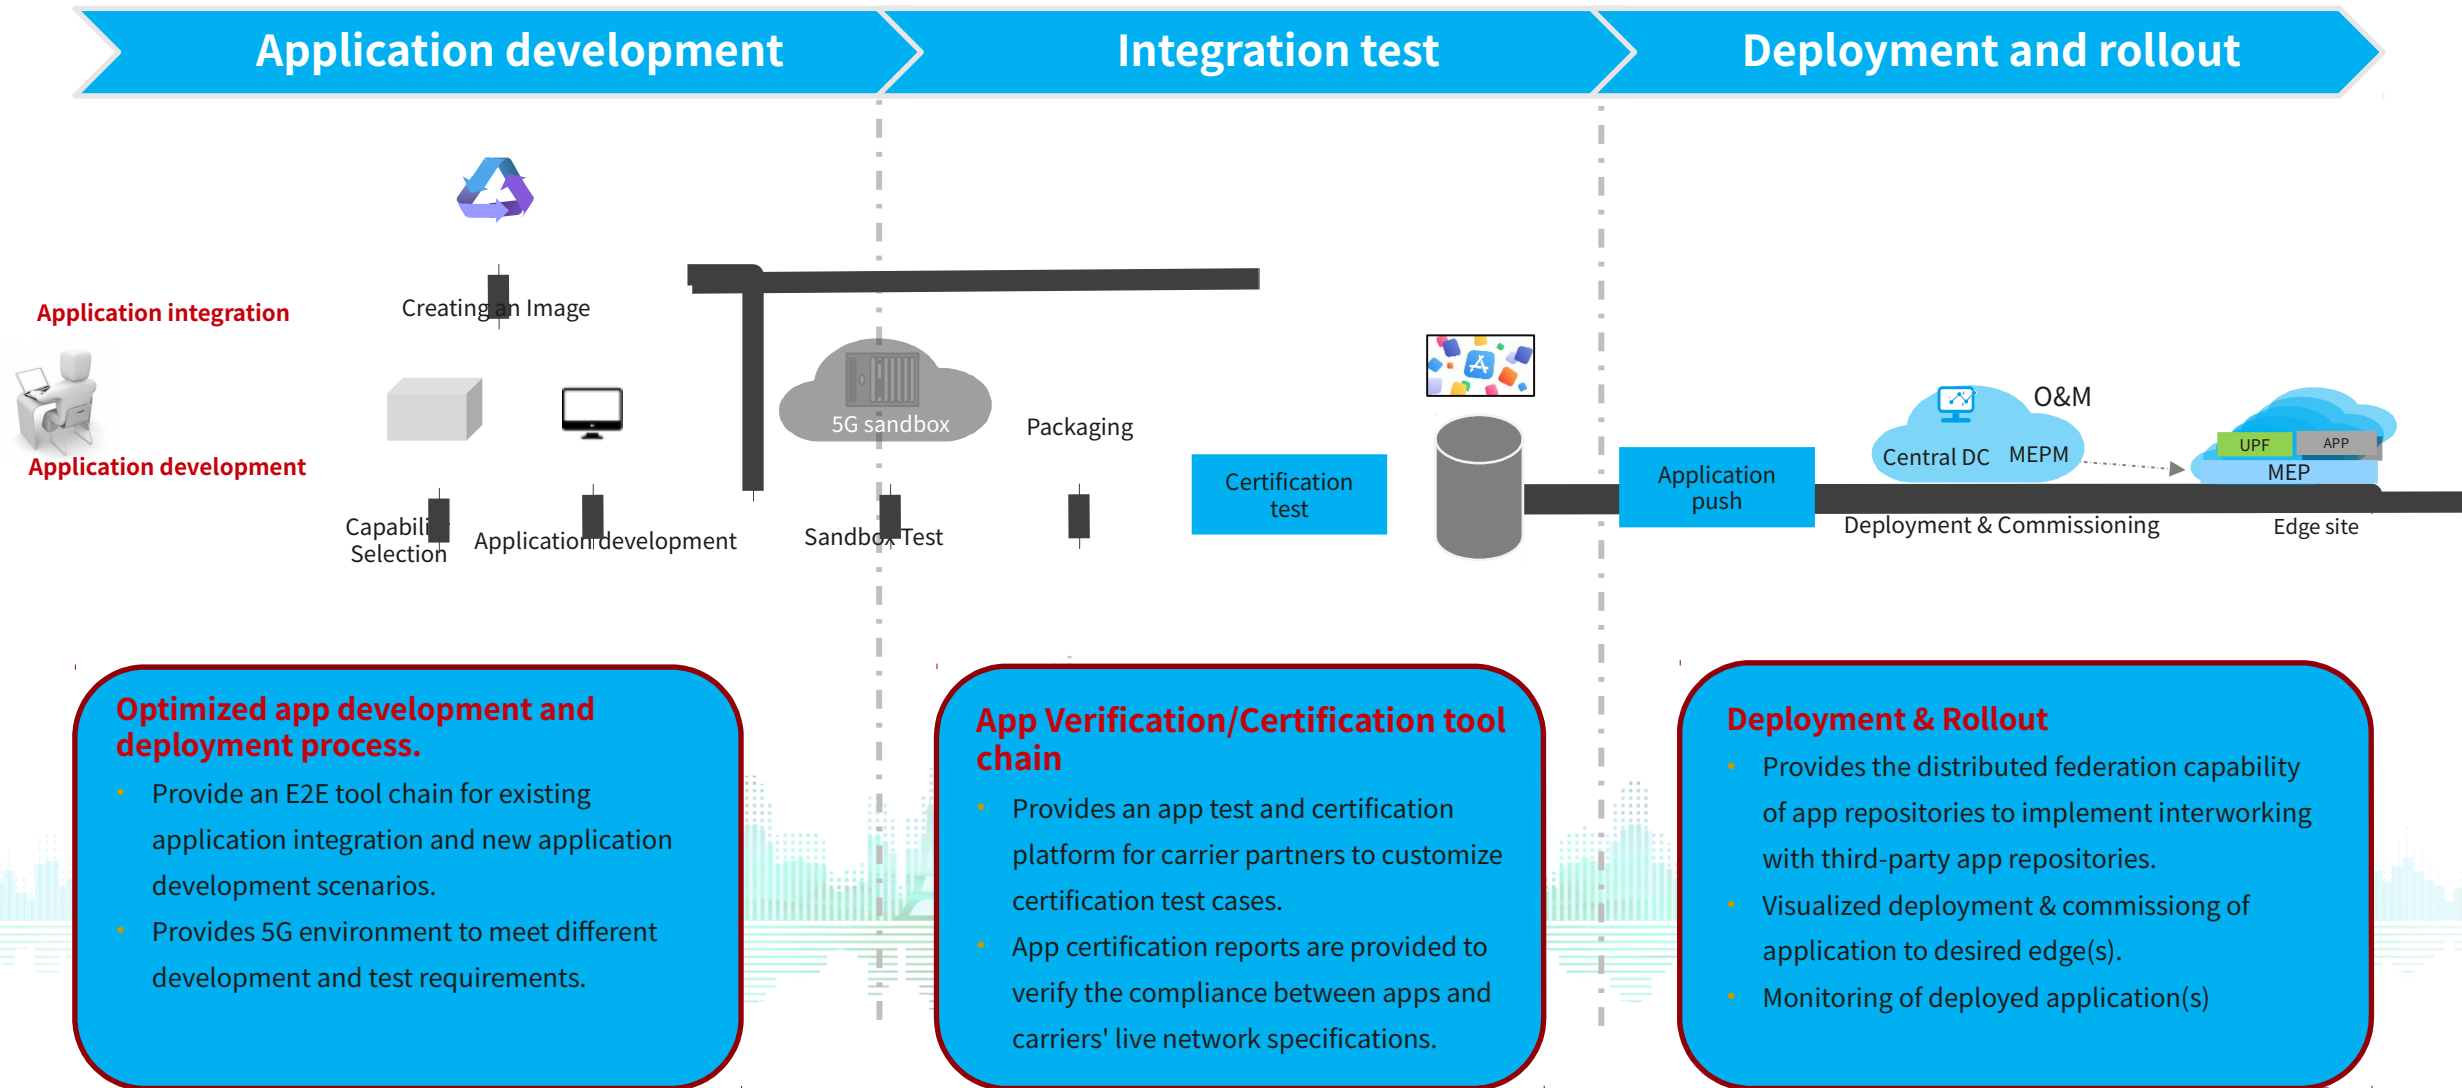 Application development
Integration test
Deployment and rollout
Creating an Image
Application integration
5G sandbox
Packaging
O&M
Central DC
MEPM
UPF
APP
MEP
Application development
Certification
test
Application
push
Capability
Selection
Application development
Sandbox Test
Deployment & Commissioning
Edge site
Optimized app development and
deployment process.
• Provide an E2E tool chain for existing
application integration and new application
development scenarios.
• Provides 5G environment to meet different
development and test requirements.
App Verification/Certification tool
chain
• Provides an app test and certification
platform for carrier partners to customize
certification test cases.
• App certification reports are provided to
verify the compliance between apps and
carriers' live network specifications.
Deployment & Rollout
• Provides the distributed federation capability
of app repositories to implement interworking
with third-party app repositories.
• Visualized deployment & commissiong of
application to desired edge(s).
• Monitoring of deployed application(s)